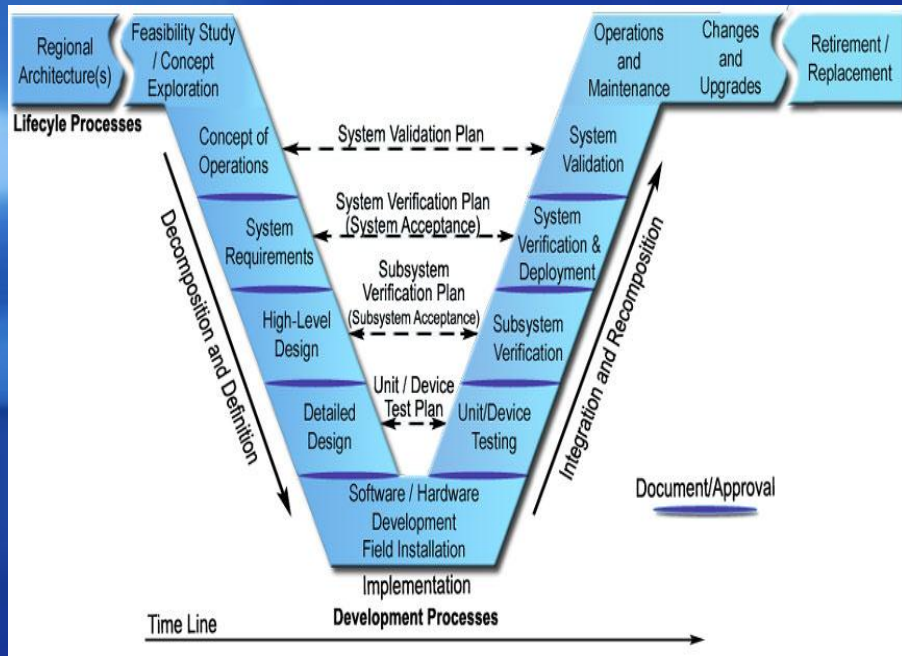 Regional
Architecture(s)
Feasibility Study
/ Concept
Exploration
Operations
and
Maintenance
Changes
and
Upgrades
Retirement /
Replacement
Lifecyle Processes
Concept of
Operations
System Validation Plan
System
Validation
System
Requirements
System Verification Plan
(System Acceptance)
System
Verification &
Deployment
High-Level
Design
Subsystem
Verification Plan
(Subsystem Acceptance)
Subsystem
Verification
Detailed
Design
Unit / Device
Test Plan
Unit/Device
Testing
Decomposition and Definition
Integration and Recomposition
Software / Hardware
Development
Field Installation
Document/Approval
Implementation
Development Processes
Time Line